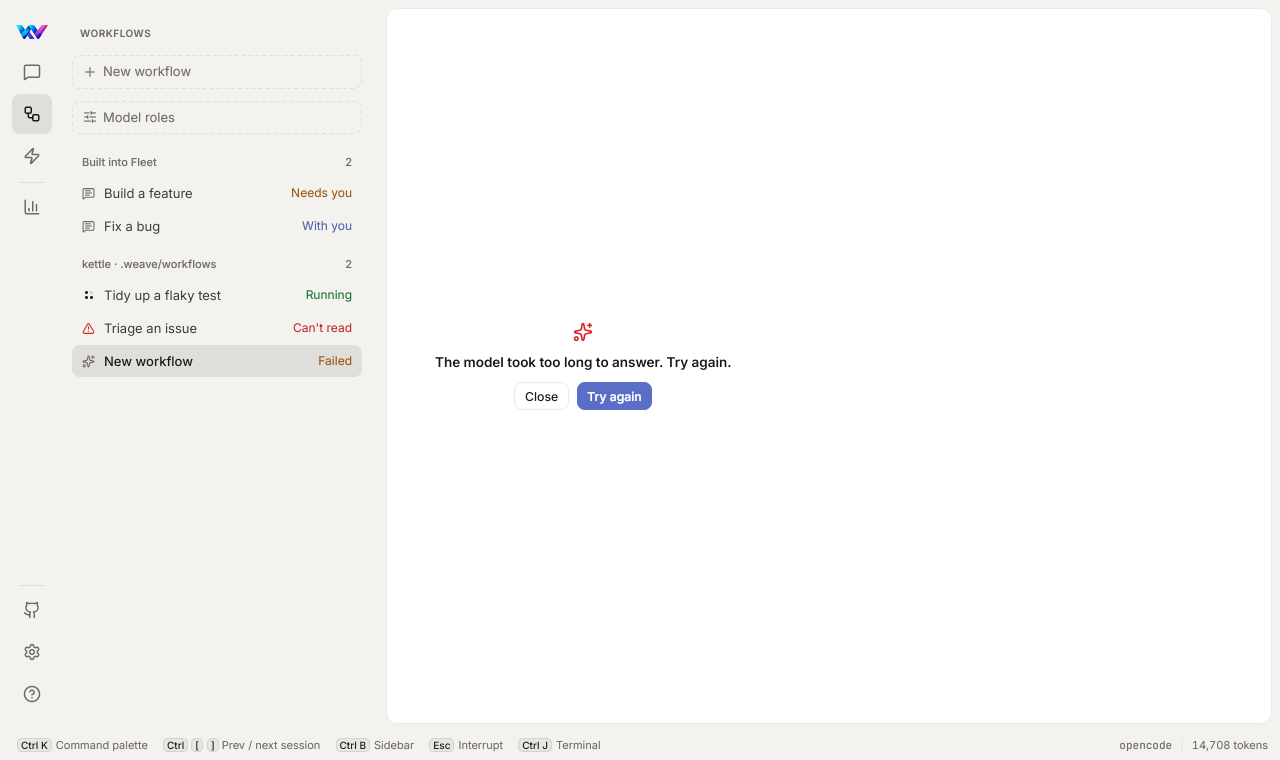 WORKFLOWS
New workflow
Model roles
Built into Fleet 2
Build a feature Needs you
Fix a bug With you
kettle · .weave/workflows 2
Tidy up a flaky test Running
Triage an issue Can't read
New workflow Failed
The model took too long to answer. Try again.
Close Try again
Ctrl K Command palette Ctrl [ ] Prev / next session Ctrl B Sidebar Esc Interrupt Ctrl J Terminal opencode 14,708 tokens